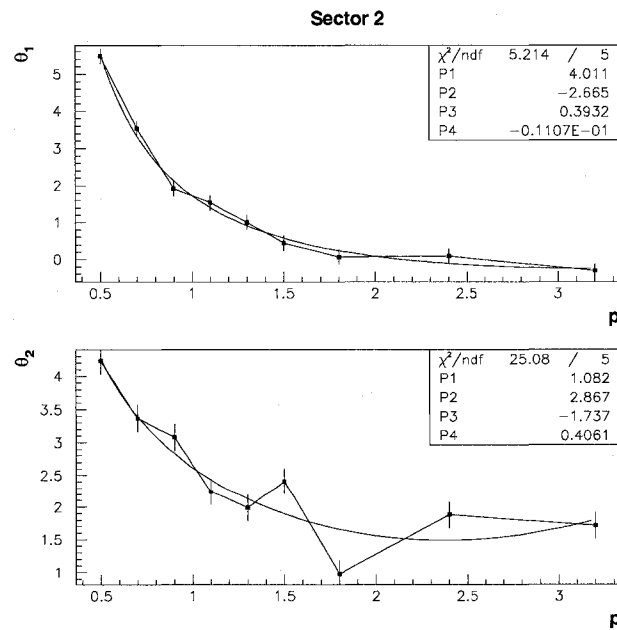 Sector 2
θ1
χ²/ndf 5.214 / 5
P1 4.011
P2 −2.665
P3 0.3932
P4 −0.1107E−01
5
4
3
2
1
0
0.5 1 1.5 2 2.5 3
p
θ2
χ²/ndf 25.08 / 5
P1 1.082
P2 2.867
P3 −1.737
P4 0.4061
4
3.5
3
2.5
2
1.5
1
0.5 1 1.5 2 2.5 3
p